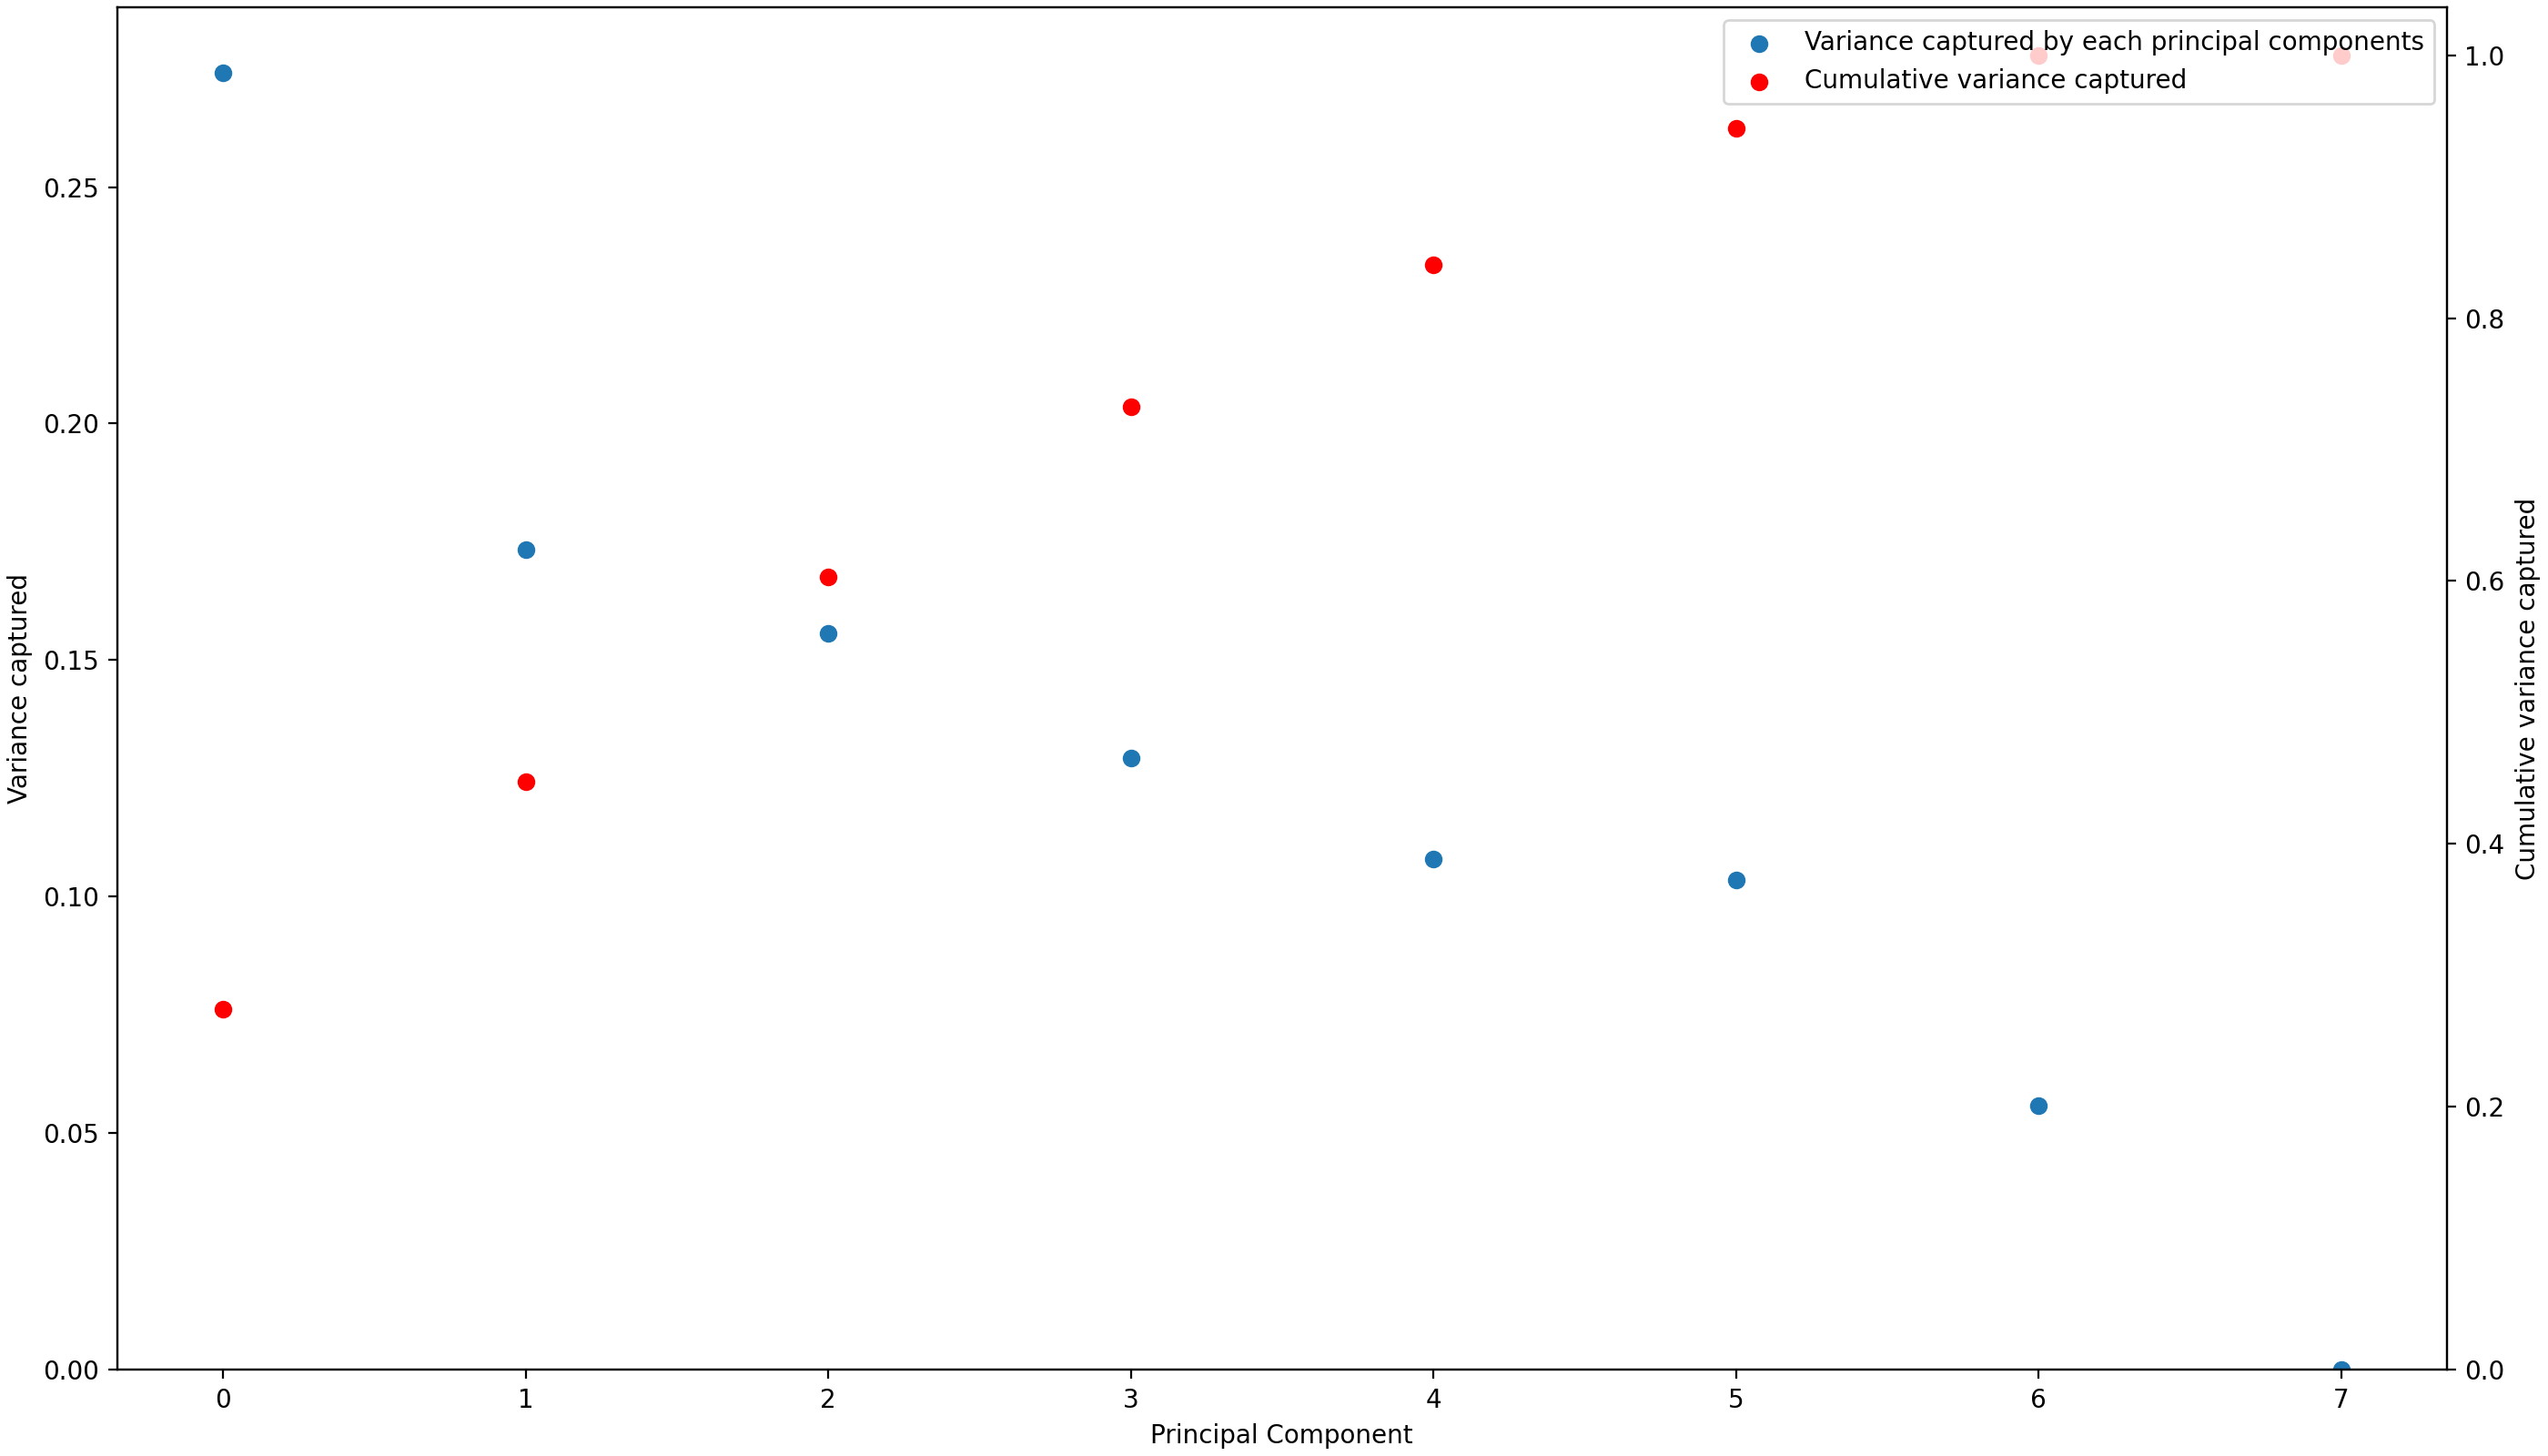 Variance captured by each principal components
Cumulative variance captured
0.25
0.20
0.15
0.10
0.05
0.00
Variance captured
1.0
0.8
0.6
0.4
0.2
0.0
Cumulative variance captured
0 1 2 3 4 5 6 7
Principal Component